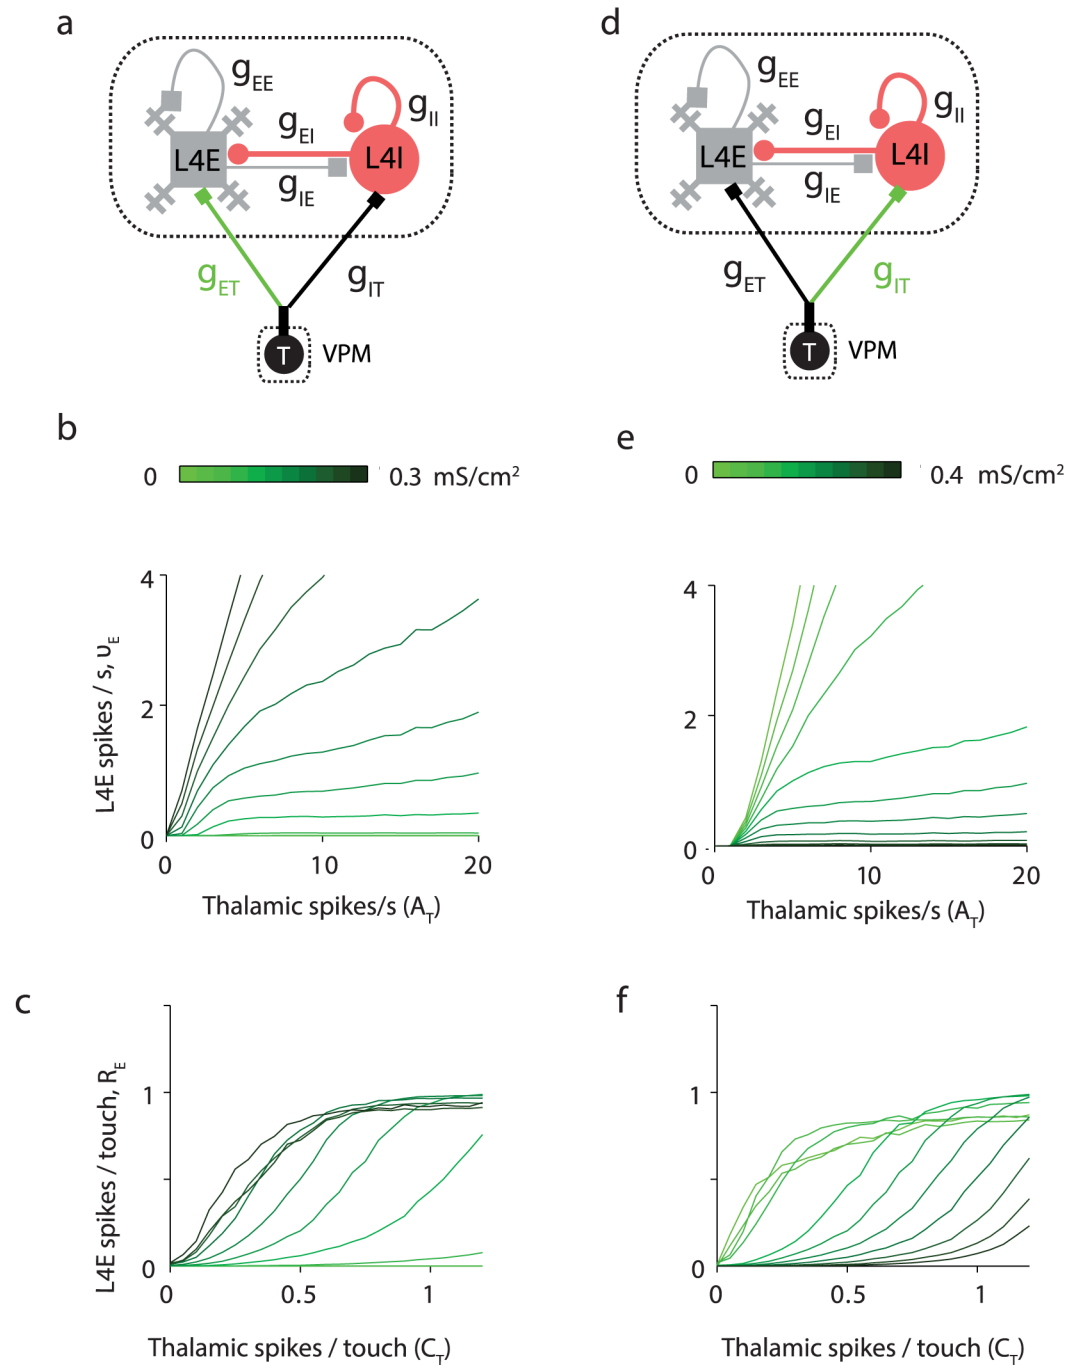 a
g_EE
g_II
g_EI
L4E
L4I
g_IE
g_ET
g_IT
T
VPM
b
0
0.3 mS/cm²
4
2
0
L4E spikes / s, υ_E
0
10
20
Thalamic spikes/s (A_T)
c
1
0
L4E spikes / touch, R_E
0
0.5
1
Thalamic spikes / touch (C_T)
d
g_EE
g_II
g_EI
L4E
L4I
g_IE
g_ET
g_IT
T
VPM
e
0
0.4 mS/cm²
4
2
0
0
10
20
Thalamic spikes/s (A_T)
f
1
0
0
0.5
1
Thalamic spikes / touch (C_T)